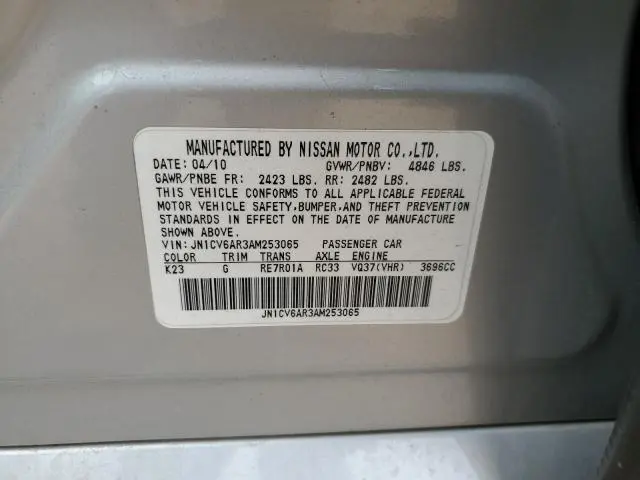 MANUFACTURED BY NISSAN MOTOR CO.,LTD.
DATE: 04/10 GVWR/PNBV: 4846 LBS.
GAWR/PNBE FR: 2423 LBS. RR: 2482 LBS.
THIS VEHICLE CONFORMS TO ALL APPLICABLE FEDERAL
MOTOR VEHICLE SAFETY,BUMPER,AND THEFT PREVENTION
STANDARDS IN EFFECT ON THE DATE OF MANUFACTURE
SHOWN ABOVE.
VIN: JN1CV6AR3AM253065 PASSENGER CAR
COLOR TRIM TRANS AXLE ENGINE
K23 G RE7R01A RC33 VQ37(VHR) 3696CC
JN1CV6AR3AM253065